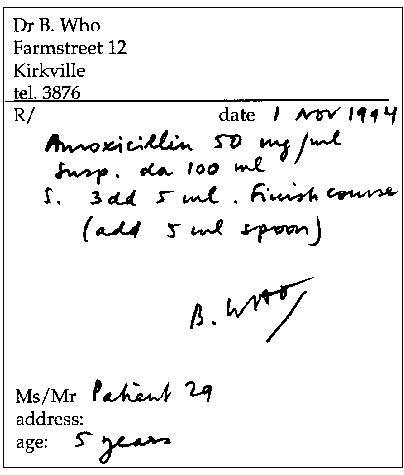 Dr B. Who
Farmstreet 12
Kirkville
tel. 3876
R/ date 1 Nov 1994
Amoxicillin 50 mg/ml
Susp. da 100 ml
S. 3dd 5 ml. Finish course
(add 5 ml spoon)
B. WHO
Ms/Mr Patient 29
address:
age: 5 years